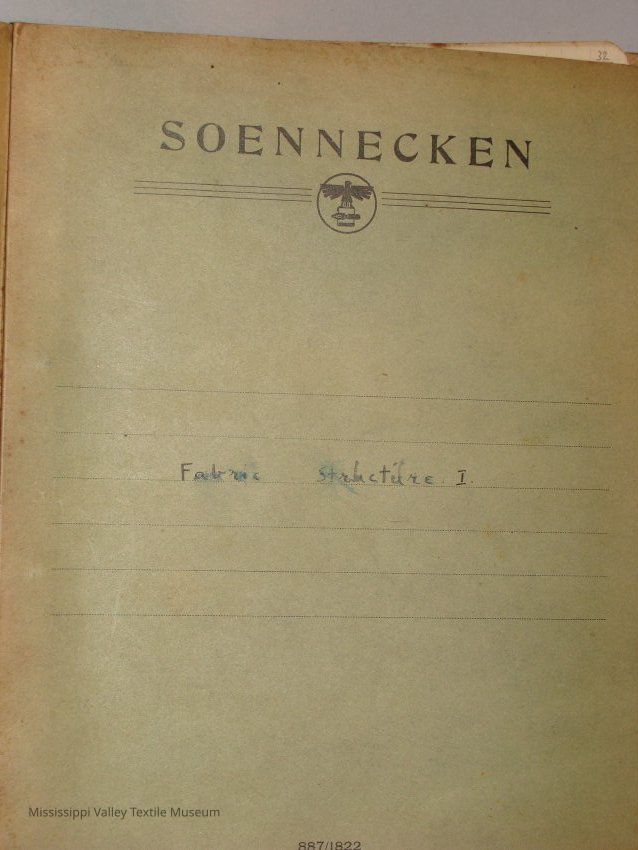 32
SOENNECKEN
Fabric Structure I.
Mississippi Valley Textile Museum
887/1822